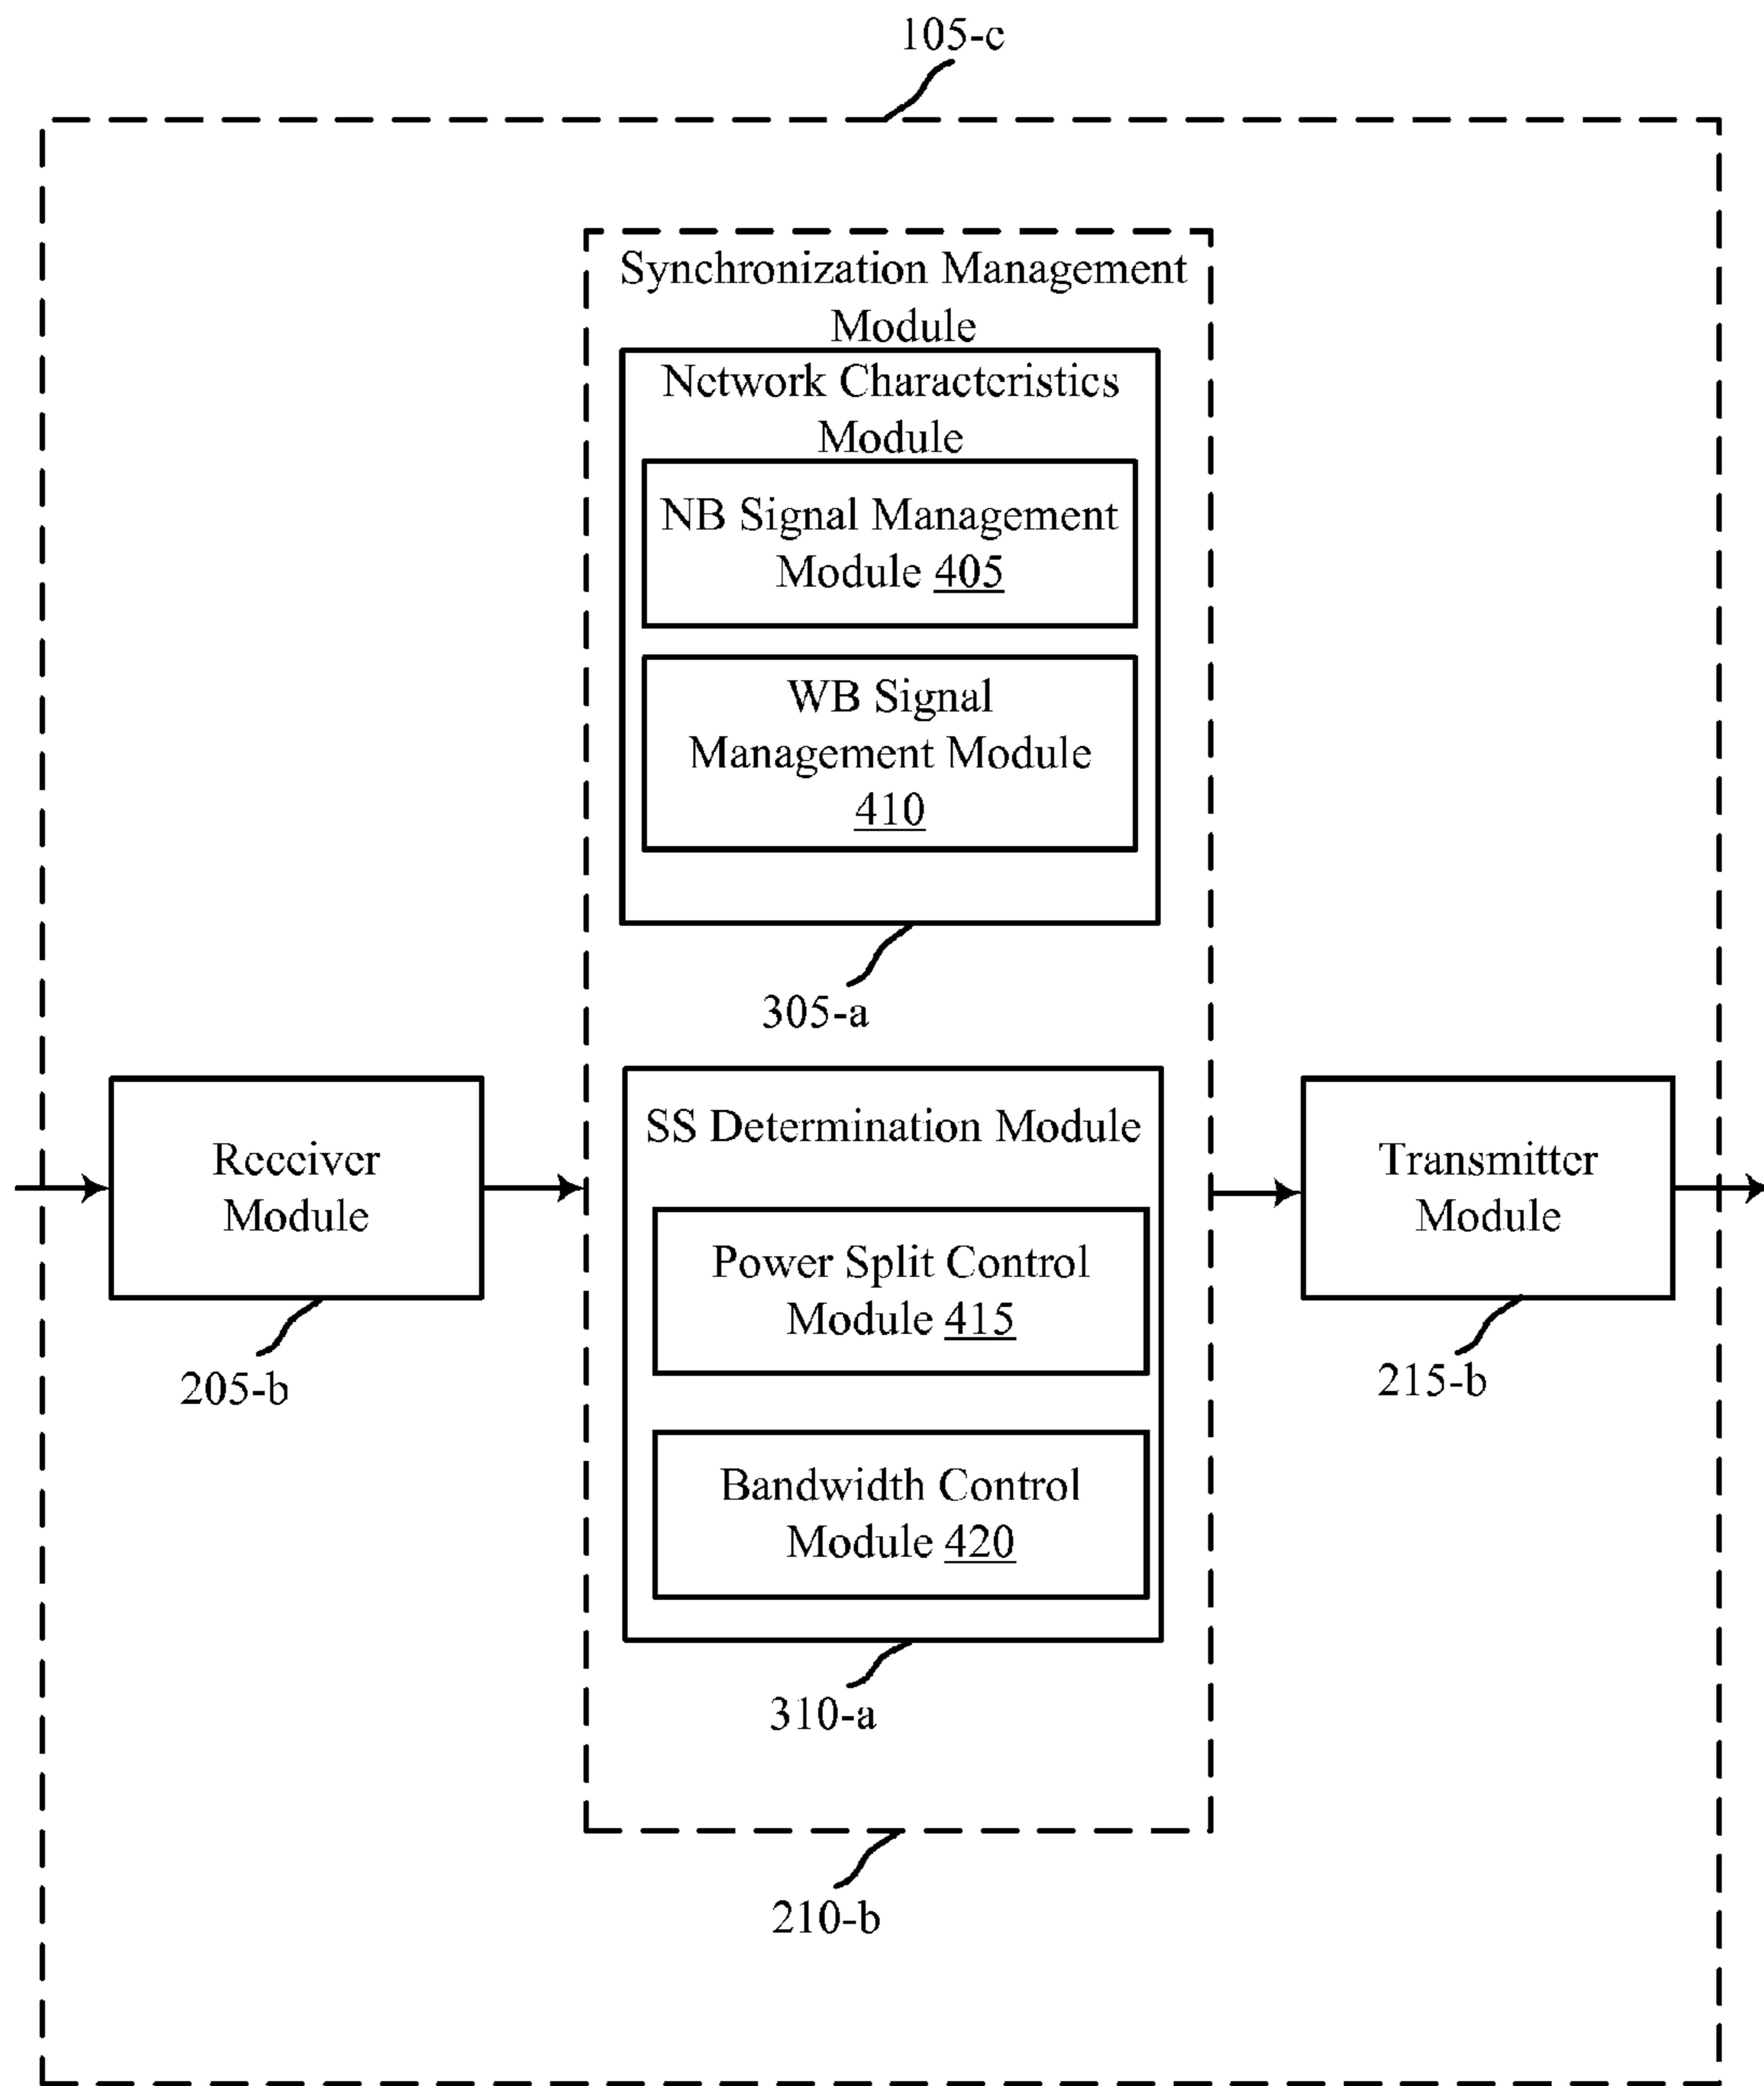 105-c
Synchronization Management
Module
Network Characteristics
Module
NB Signal Management
Module 405
WB Signal
Management Module
410
305-a
SS Determination Module
Receiver
Module
Transmitter
Module
Power Split Control
Module 415
205-b
215-b
Bandwidth Control
Module 420
310-a
210-b